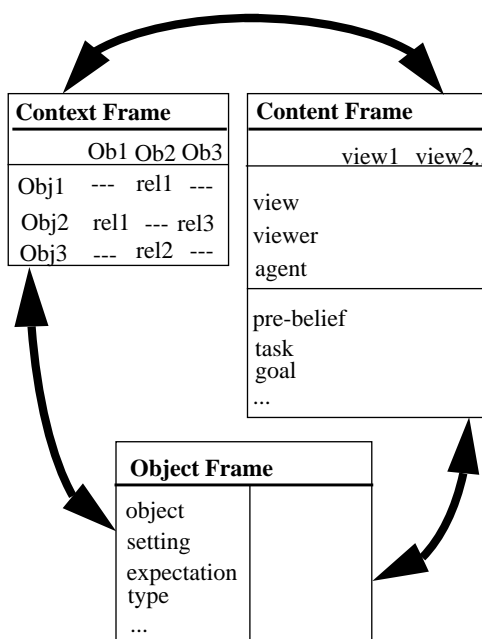 Context Frame
Ob1 Ob2 Ob3
Obj1 --- rel1 ---
Obj2 rel1 --- rel3
Obj3 --- rel2 ---
Content Frame
view1 view2..
view
viewer
agent
pre-belief
task
goal
...
Object Frame
object
setting
expectation
type
...